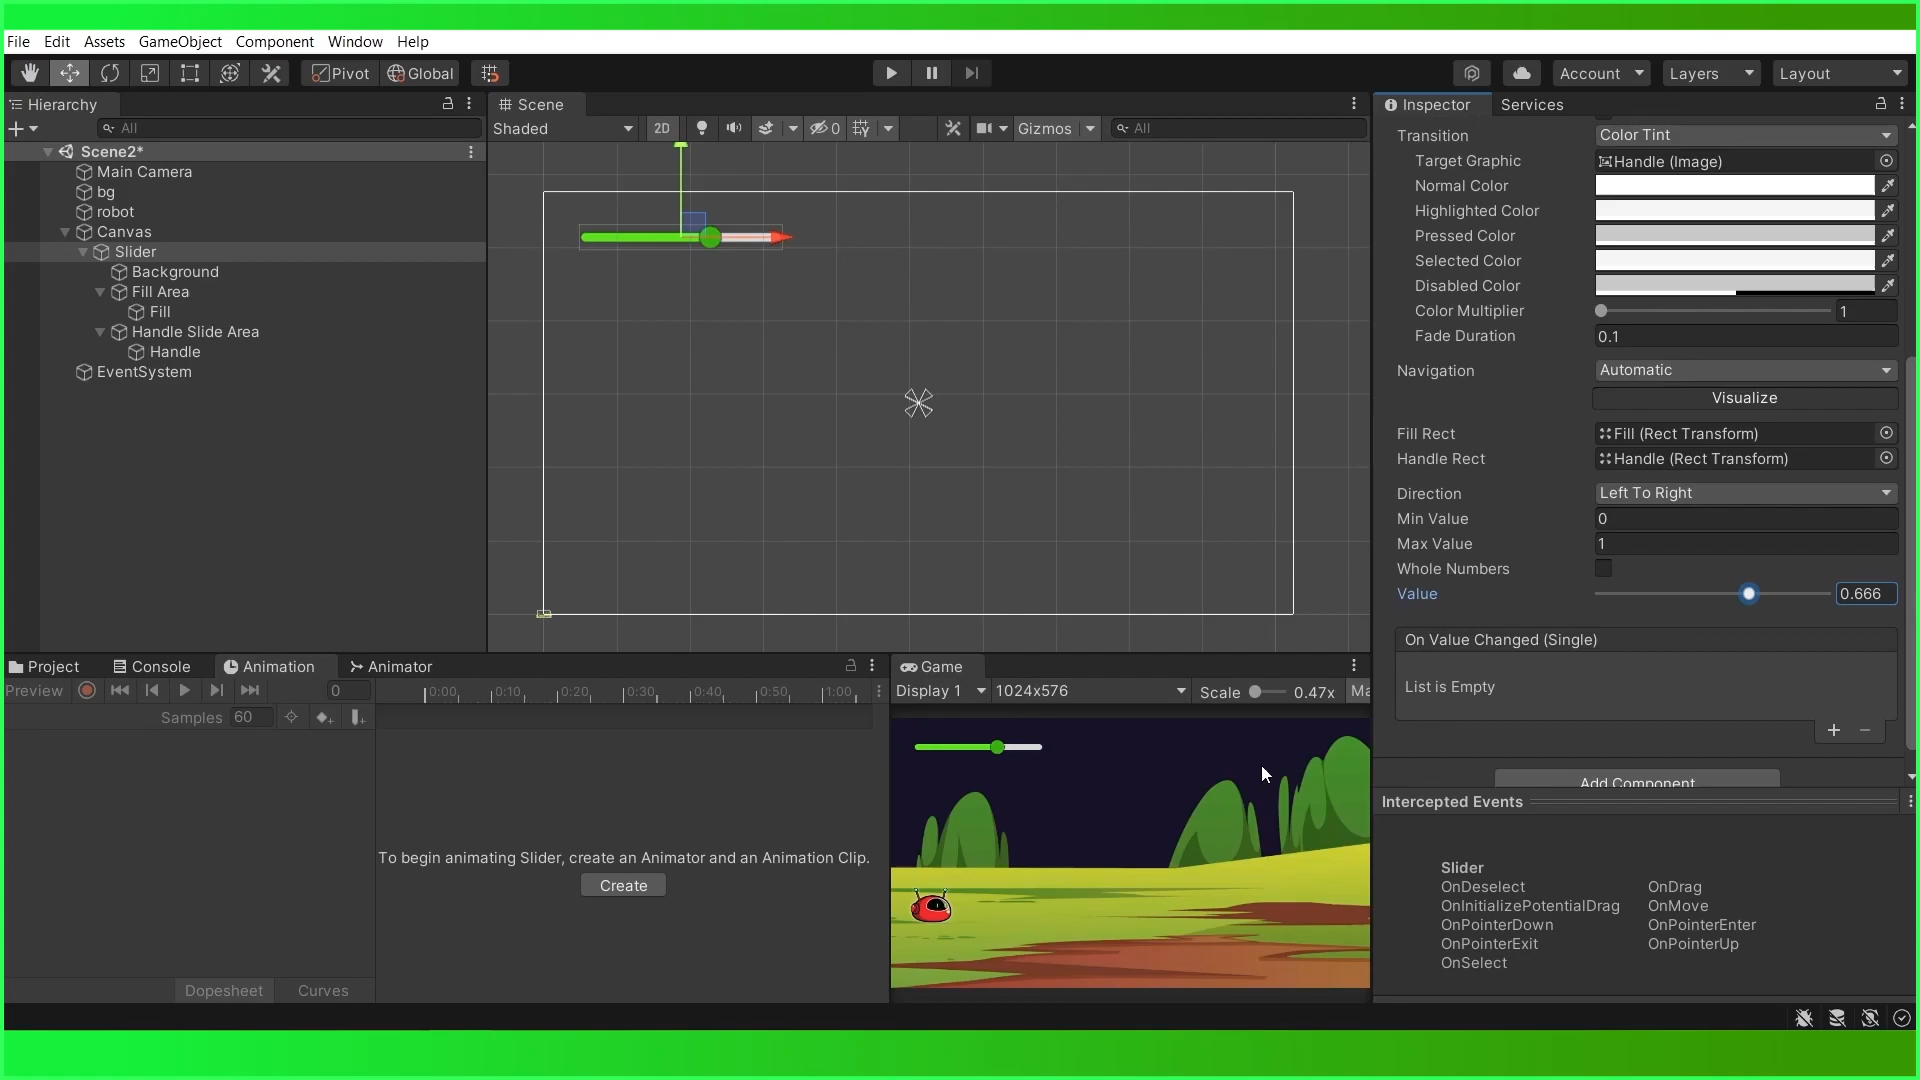 File Edit Assets GameObject Component Window Help
Pivot Global Account Layers Layout
Hierarchy
All
Scene2*
Main Camera
bg
robot
Canvas
Slider
Background
Fill Area
Fill
Handle Slide Area
Handle
EventSystem
Scene
Shaded 2D 0 Gizmos All
Inspector Services
Transition Color Tint
Target Graphic Handle (Image)
Normal Color
Highlighted Color
Pressed Color
Selected Color
Disabled Color
Color Multiplier 1
Fade Duration 0.1
Navigation Automatic
Visualize
Fill Rect Fill (Rect Transform)
Handle Rect Handle (Rect Transform)
Direction Left To Right
Min Value 0
Max Value 1
Whole Numbers
Value 0.666
On Value Changed (Single)
List is Empty
Add Component
Intercepted Events
Slider
OnDeselect OnDrag
OnInitializePotentialDrag OnMove
OnPointerDown OnPointerEnter
OnPointerExit OnPointerUp
OnSelect
Project Console Animation Animator
Preview 0 0:00 0:10 0:20 0:30 0:40 0:50 1:00
Samples 60
To begin animating Slider, create an Animator and an Animation Clip.
Create
Dopesheet Curves
Game
Display 1 1024x576 Scale 0.47x Ma